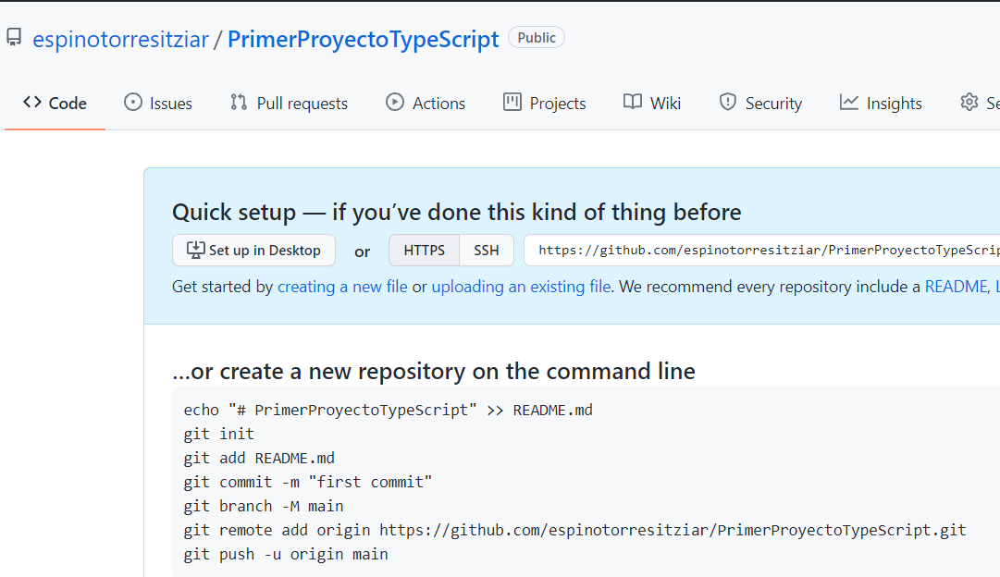 espinotorresitziar / PrimerProyectoTypeScript Public
Code Issues Pull requests Actions Projects Wiki Security Insights
Quick setup — if you’ve done this kind of thing before
Set up in Desktop or HTTPS SSH https://github.com/espinotorresitziar/PrimerProyectoTypeScrip
Get started by creating a new file or uploading an existing file. We recommend every repository include a README,
…or create a new repository on the command line
echo "# PrimerProyectoTypeScript" >> README.md
git init
git add README.md
git commit -m "first commit"
git branch -M main
git remote add origin https://github.com/espinotorresitziar/PrimerProyectoTypeScript.git
git push -u origin main